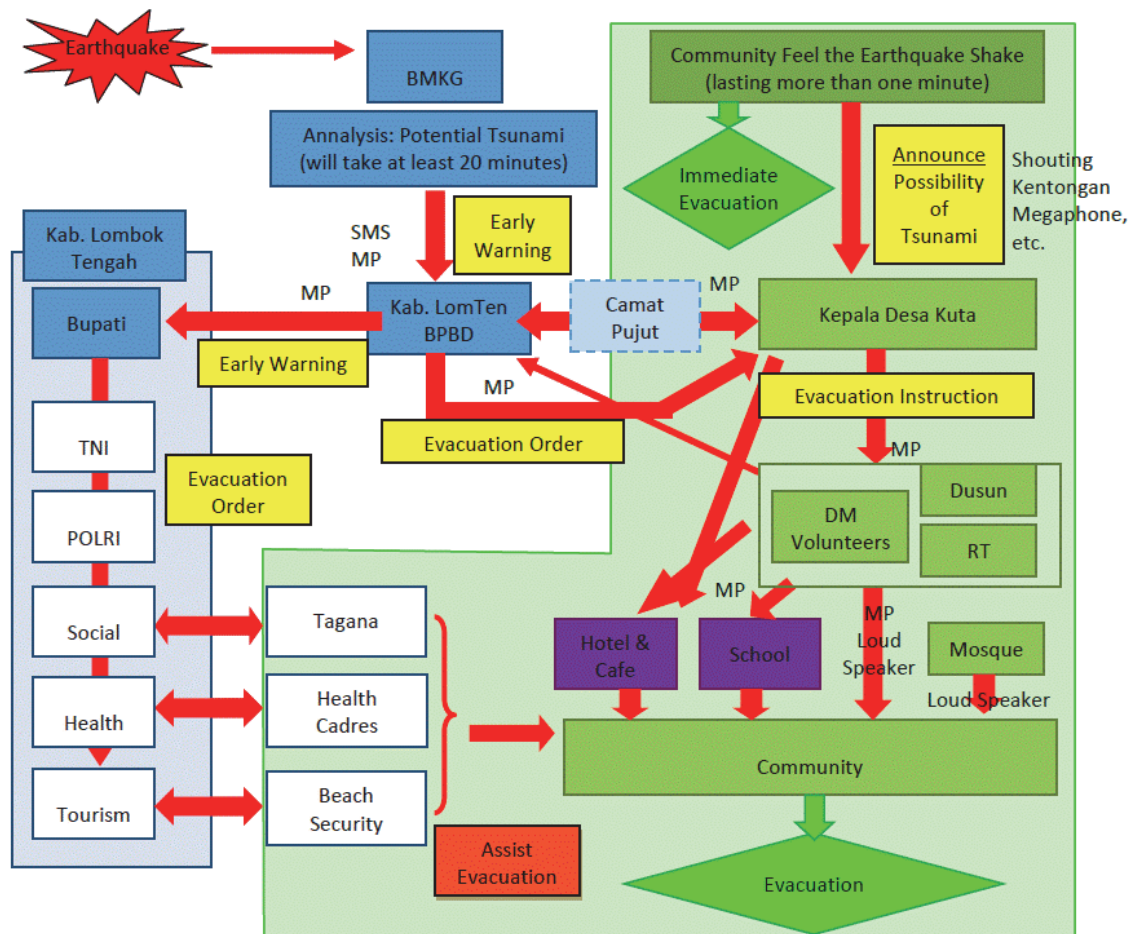 Earthquake
BMKG
Annalysis: Potential Tsunami
(will take at least 20 minutes)
Community Feel the Earthquake Shake
(lasting more than one minute)
Immediate
Evacuation
Announce
Possibility
of
Tsunami
Shouting
Kentongan
Megaphone,
etc.
SMS
MP
Early
Warning
Kab. Lombok
Tengah
Bupati
MP
Early Warning
Kab. LomTen
BPBD
Camat
Pujut
MP
Kepala Desa Kuta
MP
Evacuation Order
Evacuation Instruction
MP
TNI
Evacuation
Order
POLRI
Social
Health
Tourism
Tagana
Health
Cadres
Beach
Security
Assist
Evacuation
DM
Volunteers
Dusun
RT
MP
MP
Loud
Speaker
Hotel &
Cafe
School
Mosque
Loud Speaker
Community
Evacuation